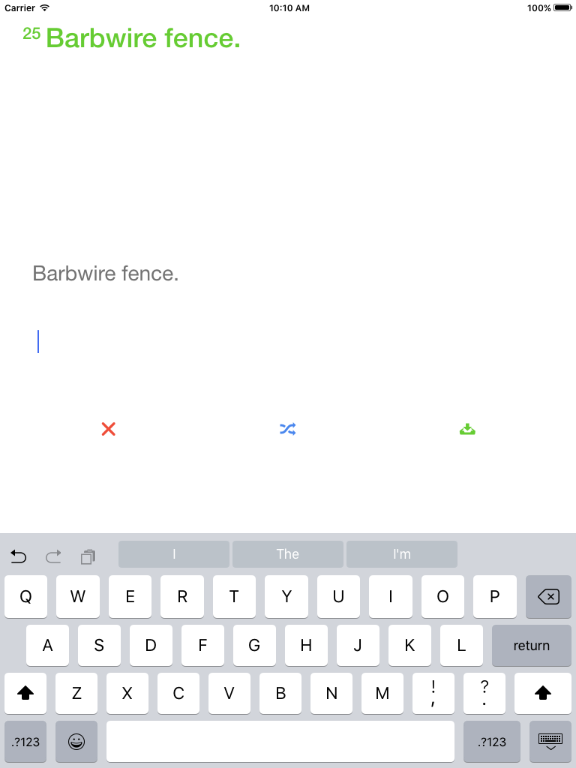 Carrier 10:10 AM 100%
25 Barbwire fence.
Barbwire fence.
I The I'm
Q W E R T Y U I O P
A S D F G H J K L return
Z X C V B N M ! , ? .
.?123 .?123